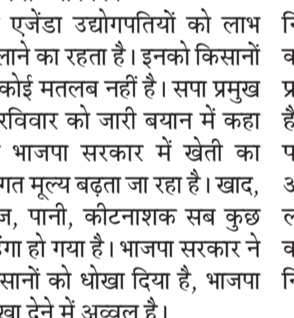 एजेंडा उद्योगपतियों को लाभ
का रहता है। इनको किसानों
कोई मतलब नहीं है। सपा प्रमुख
रविवार को जारी बयान में कहा
भाजपा सरकार में खेती का
मूल्य बढ़ता जा रहा है। खाद,
पानी, कीटनाशक सब कुछ
हो गया है। भाजपा सरकार ने
को धोखा दिया है, भाजपा
देने में अव्वल है।